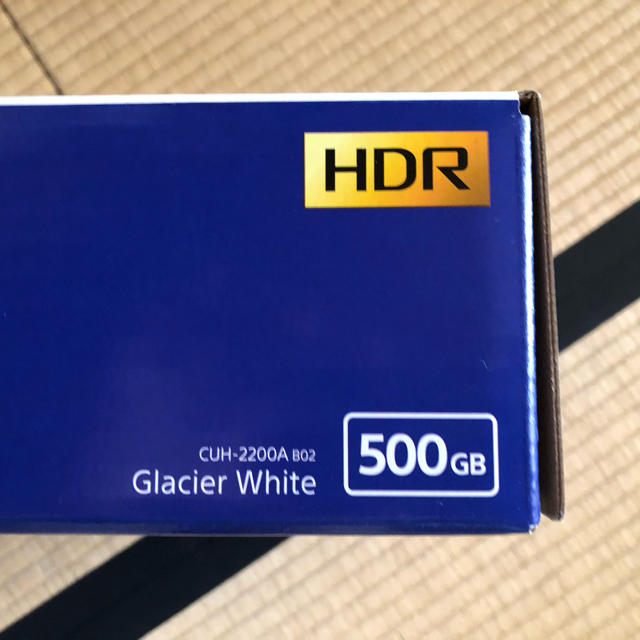 HDR
CUH-2200A B02
Glacier White
500GB